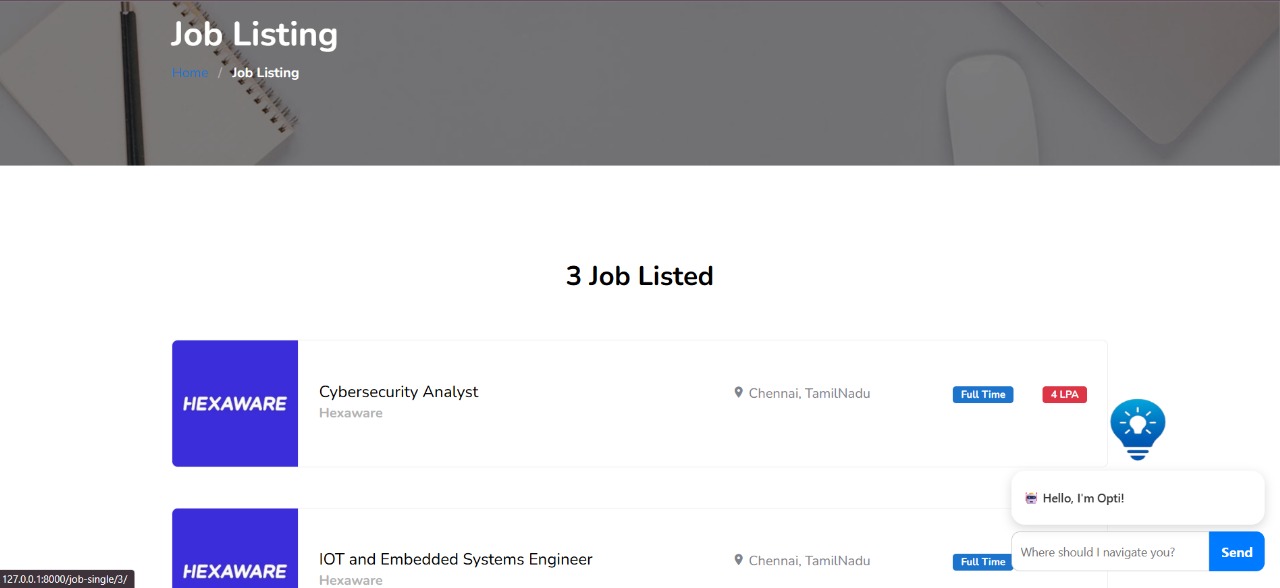 Job Listing
Home / Job Listing
3 Job Listed
HEXAWARE
Cybersecurity Analyst
Hexaware
Chennai, TamilNadu
Full Time
4 LPA
Hello, I'm Opti!
HEXAWARE
IOT and Embedded Systems Engineer
Hexaware
Chennai, TamilNadu
Full Time
Where should I navigate you?
Send
127.0.0.1:8000/job-single/3/